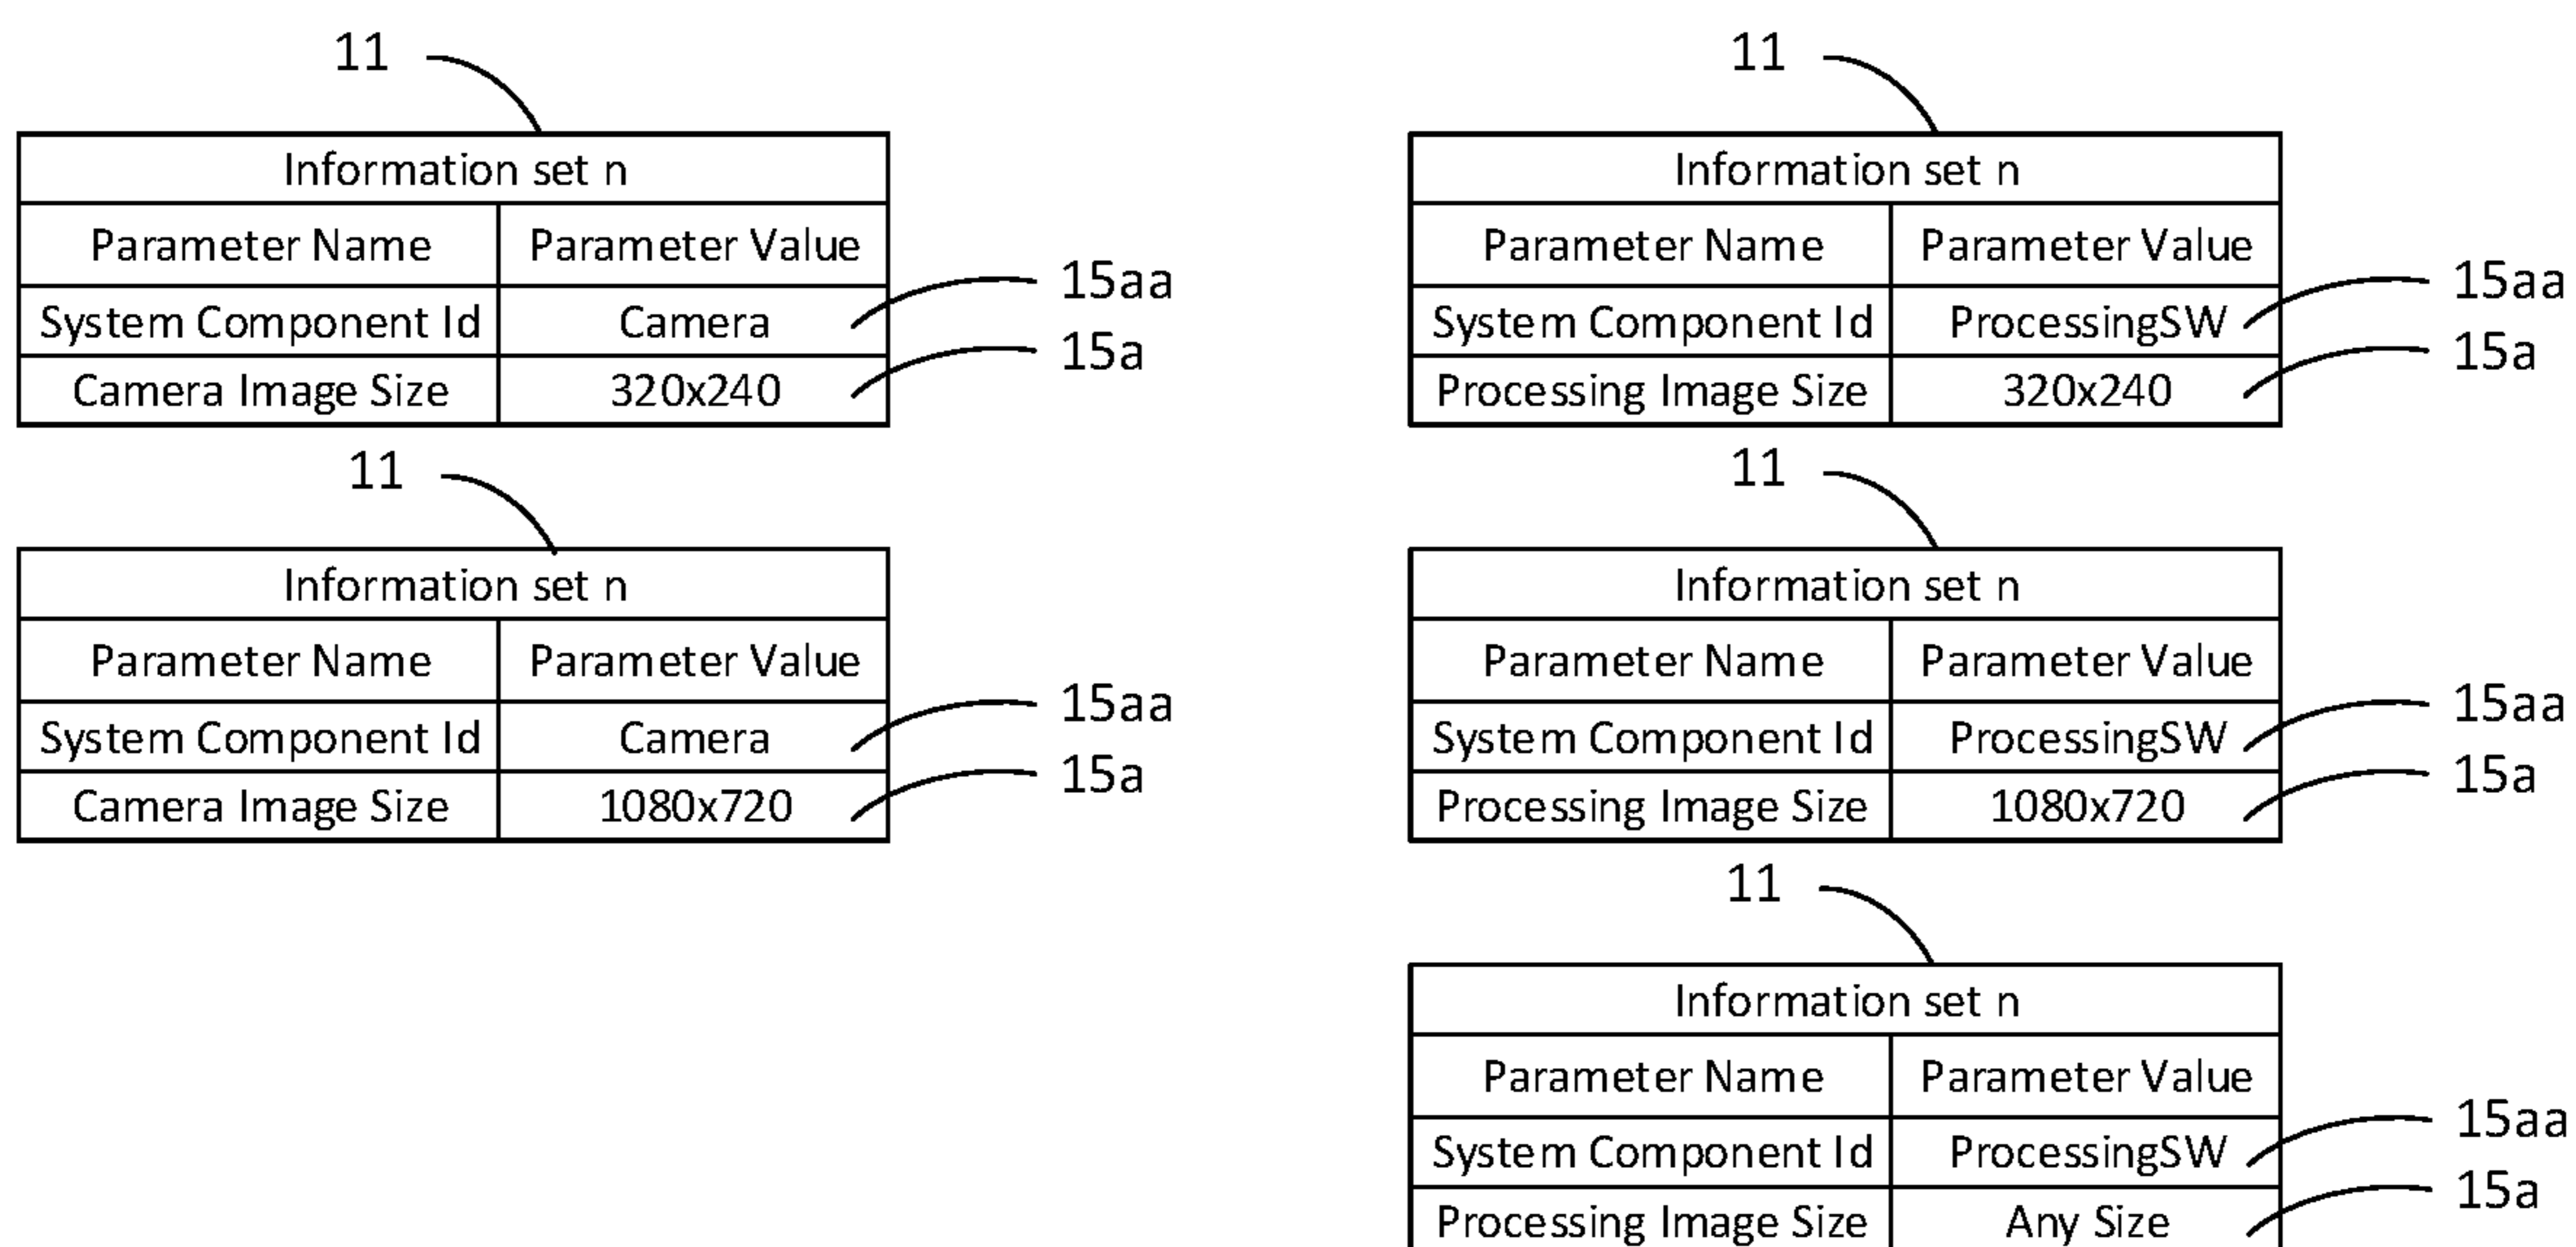 11
Information set n
Parameter Name Parameter Value
System Component Id Camera
15aa
Camera Image Size 320x240
15a
11
Information set n
Parameter Name Parameter Value
System Component Id Camera
15aa
Camera Image Size 1080x720
15a
11
Information set n
Parameter Name Parameter Value
System Component Id ProcessingSW
15aa
Processing Image Size 320x240
15a
11
Information set n
Parameter Name Parameter Value
System Component Id ProcessingSW
15aa
Processing Image Size 1080x720
15a
11
Information set n
Parameter Name Parameter Value
System Component Id ProcessingSW
15aa
Processing Image Size Any Size
15a